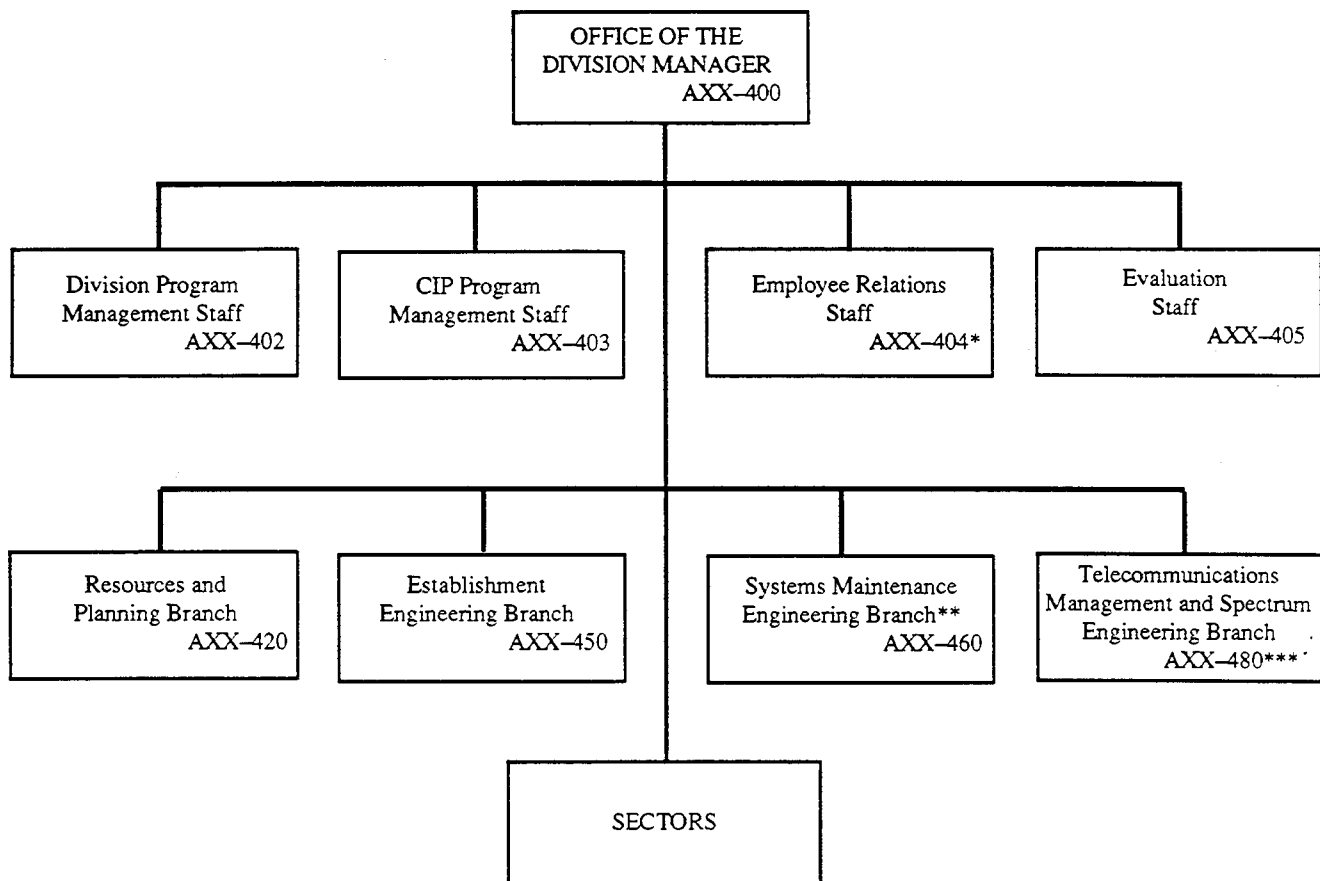 OFFICE OF THE
DIVISION MANAGER
AXX–400
Division Program
Management Staff
AXX–402
CIP Program
Management Staff
AXX–403
Employee Relations
Staff
AXX–404*
Evaluation
Staff
AXX–405
Resources and
Planning Branch
AXX–420
Establishment
Engineering Branch
AXX–450
Systems Maintenance
Engineering Branch**
AXX–460
Telecommunications
Management and Spectrum
Engineering Branch
AXX–480***
SECTORS